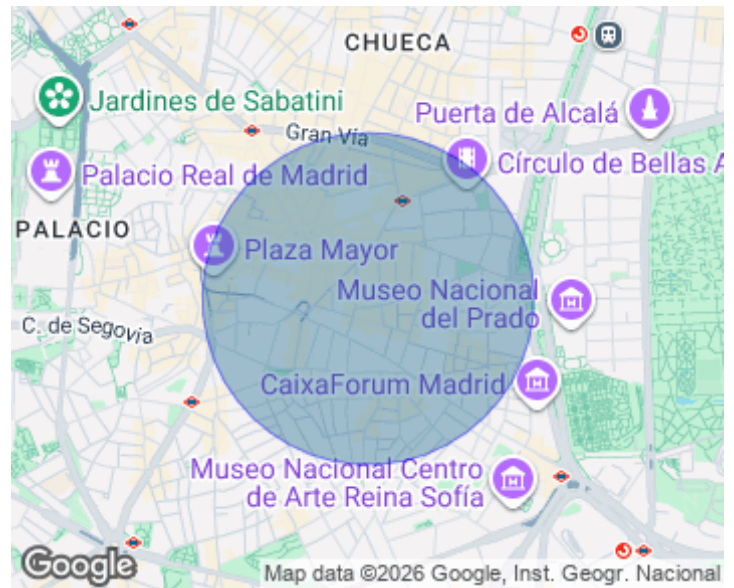 CHUECA
Jardines de Sabatini
Puerta de Alcalá
Gran Vía
Círculo de Bellas A
Palacio Real de Madrid
PALACIO
Plaza Mayor
Museo Nacional
del Prado
C. de Segovia
CaixaForum Madrid
Museo Nacional Centro
de Arte Reina Sofía
Google
Map data ©2026 Google, Inst. Geogr. Nacional